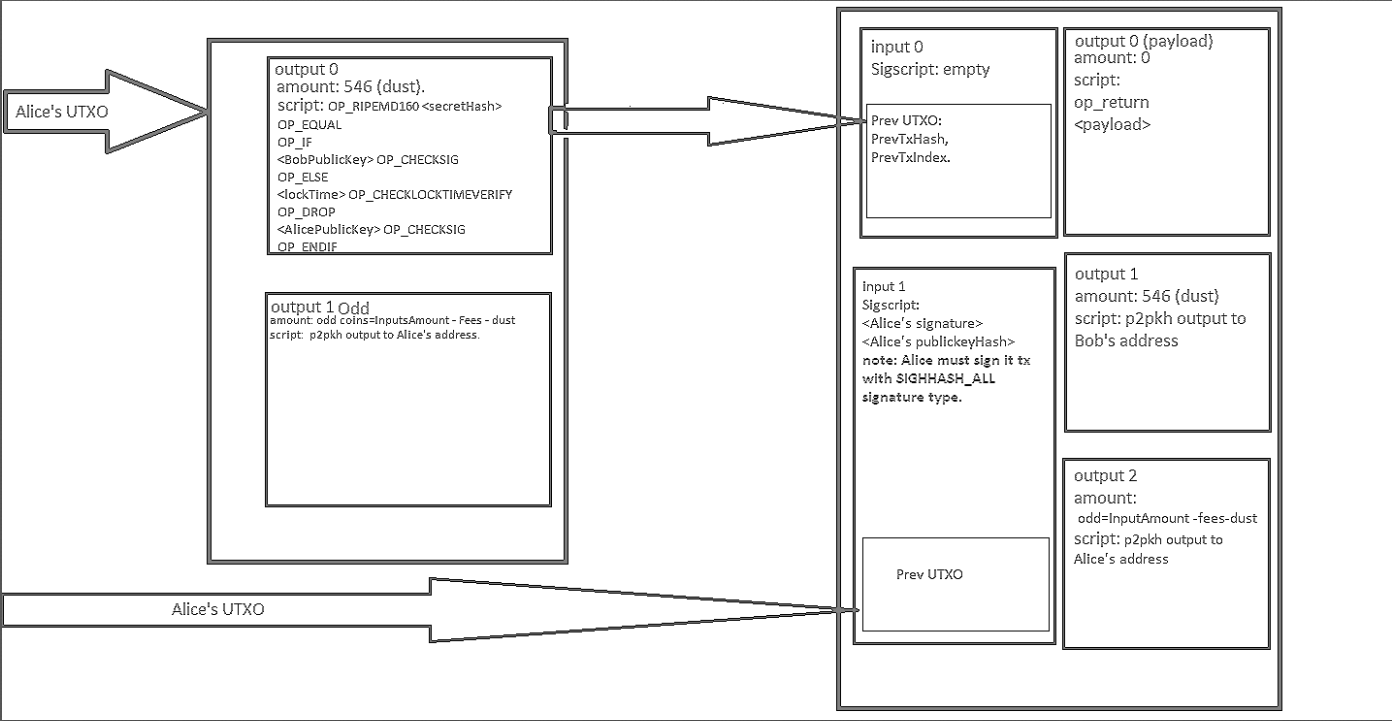 Alice's UTXO
output 0
amount: 546 (dust).
script: OP_RIPEMD160 <secretHash>
OP_EQUAL
OP_IF
<BobPublicKey> OP_CHECKSIG
OP_ELSE
<lockTime> OP_CHECKLOCKTIMEVERIFY
OP_DROP
<AlicePublicKey> OP_CHECKSIG
OP_ENDIF
output 1 Odd
amount: odd coins=InputsAmount - Fees - dust
script: p2pkh output to Alice's address.
Alice's UTXO
input 0
Sigscript: empty
Prev UTXO:
PrevTxHash,
PrevTxIndex.
input 1
Sigscript:
<Alice's signature>
<Alice's publickeyHash>
note: Alice must sign it tx
with SIGHHASH_ALL
signature type.
Prev UTXO
output 0 (payload)
amount: 0
script:
op_return
<payload>
output 1
amount: 546 (dust)
script: p2pkh output to
Bob's address
output 2
amount:
odd=InputAmount -fees-dust
script: p2pkh output to
Alice's address